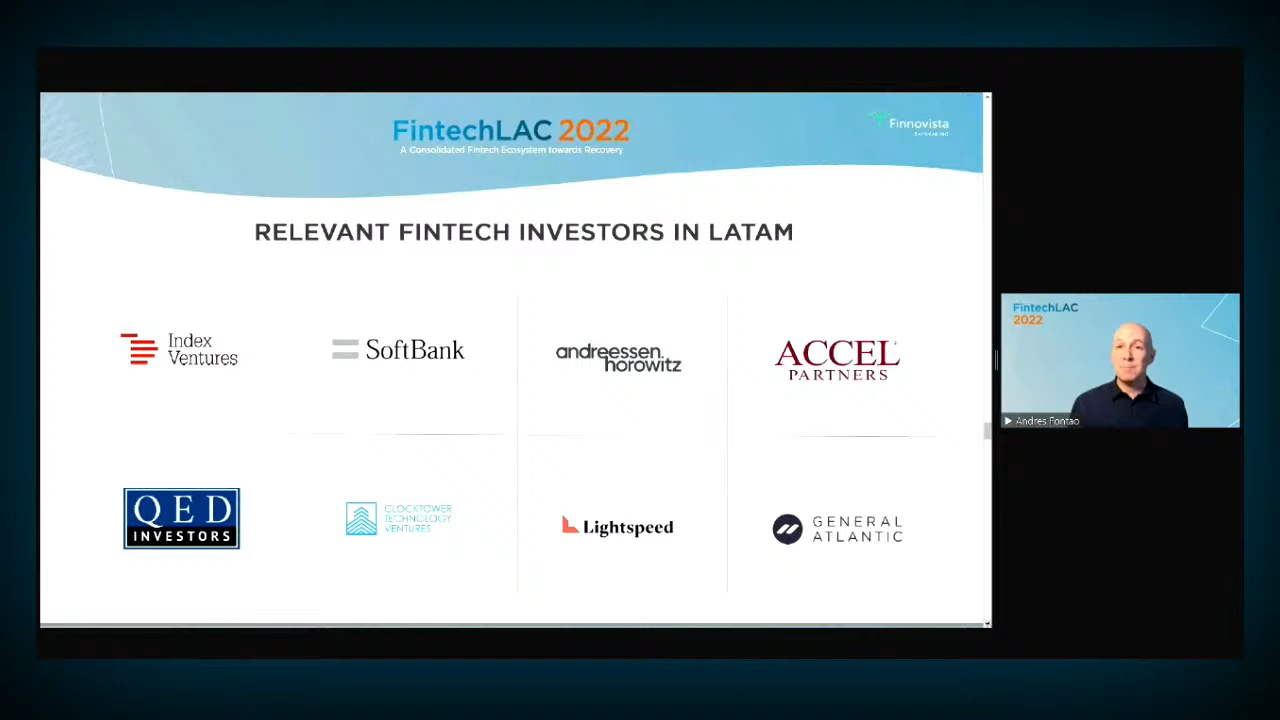 FintechLAC 2022
A Consolidated Fintech Ecosystem towards Recovery
Finnovista
RELEVANT FINTECH INVESTORS IN LATAM
Index
Ventures
SoftBank
andreessen.
horowitz
ACCEL
PARTNERS
QED
INVESTORS
CLOCKTOWER
TECHNOLOGY
VENTURES
Lightspeed
GENERAL
ATLANTIC
FintechLAC
2022
Andres Fontao